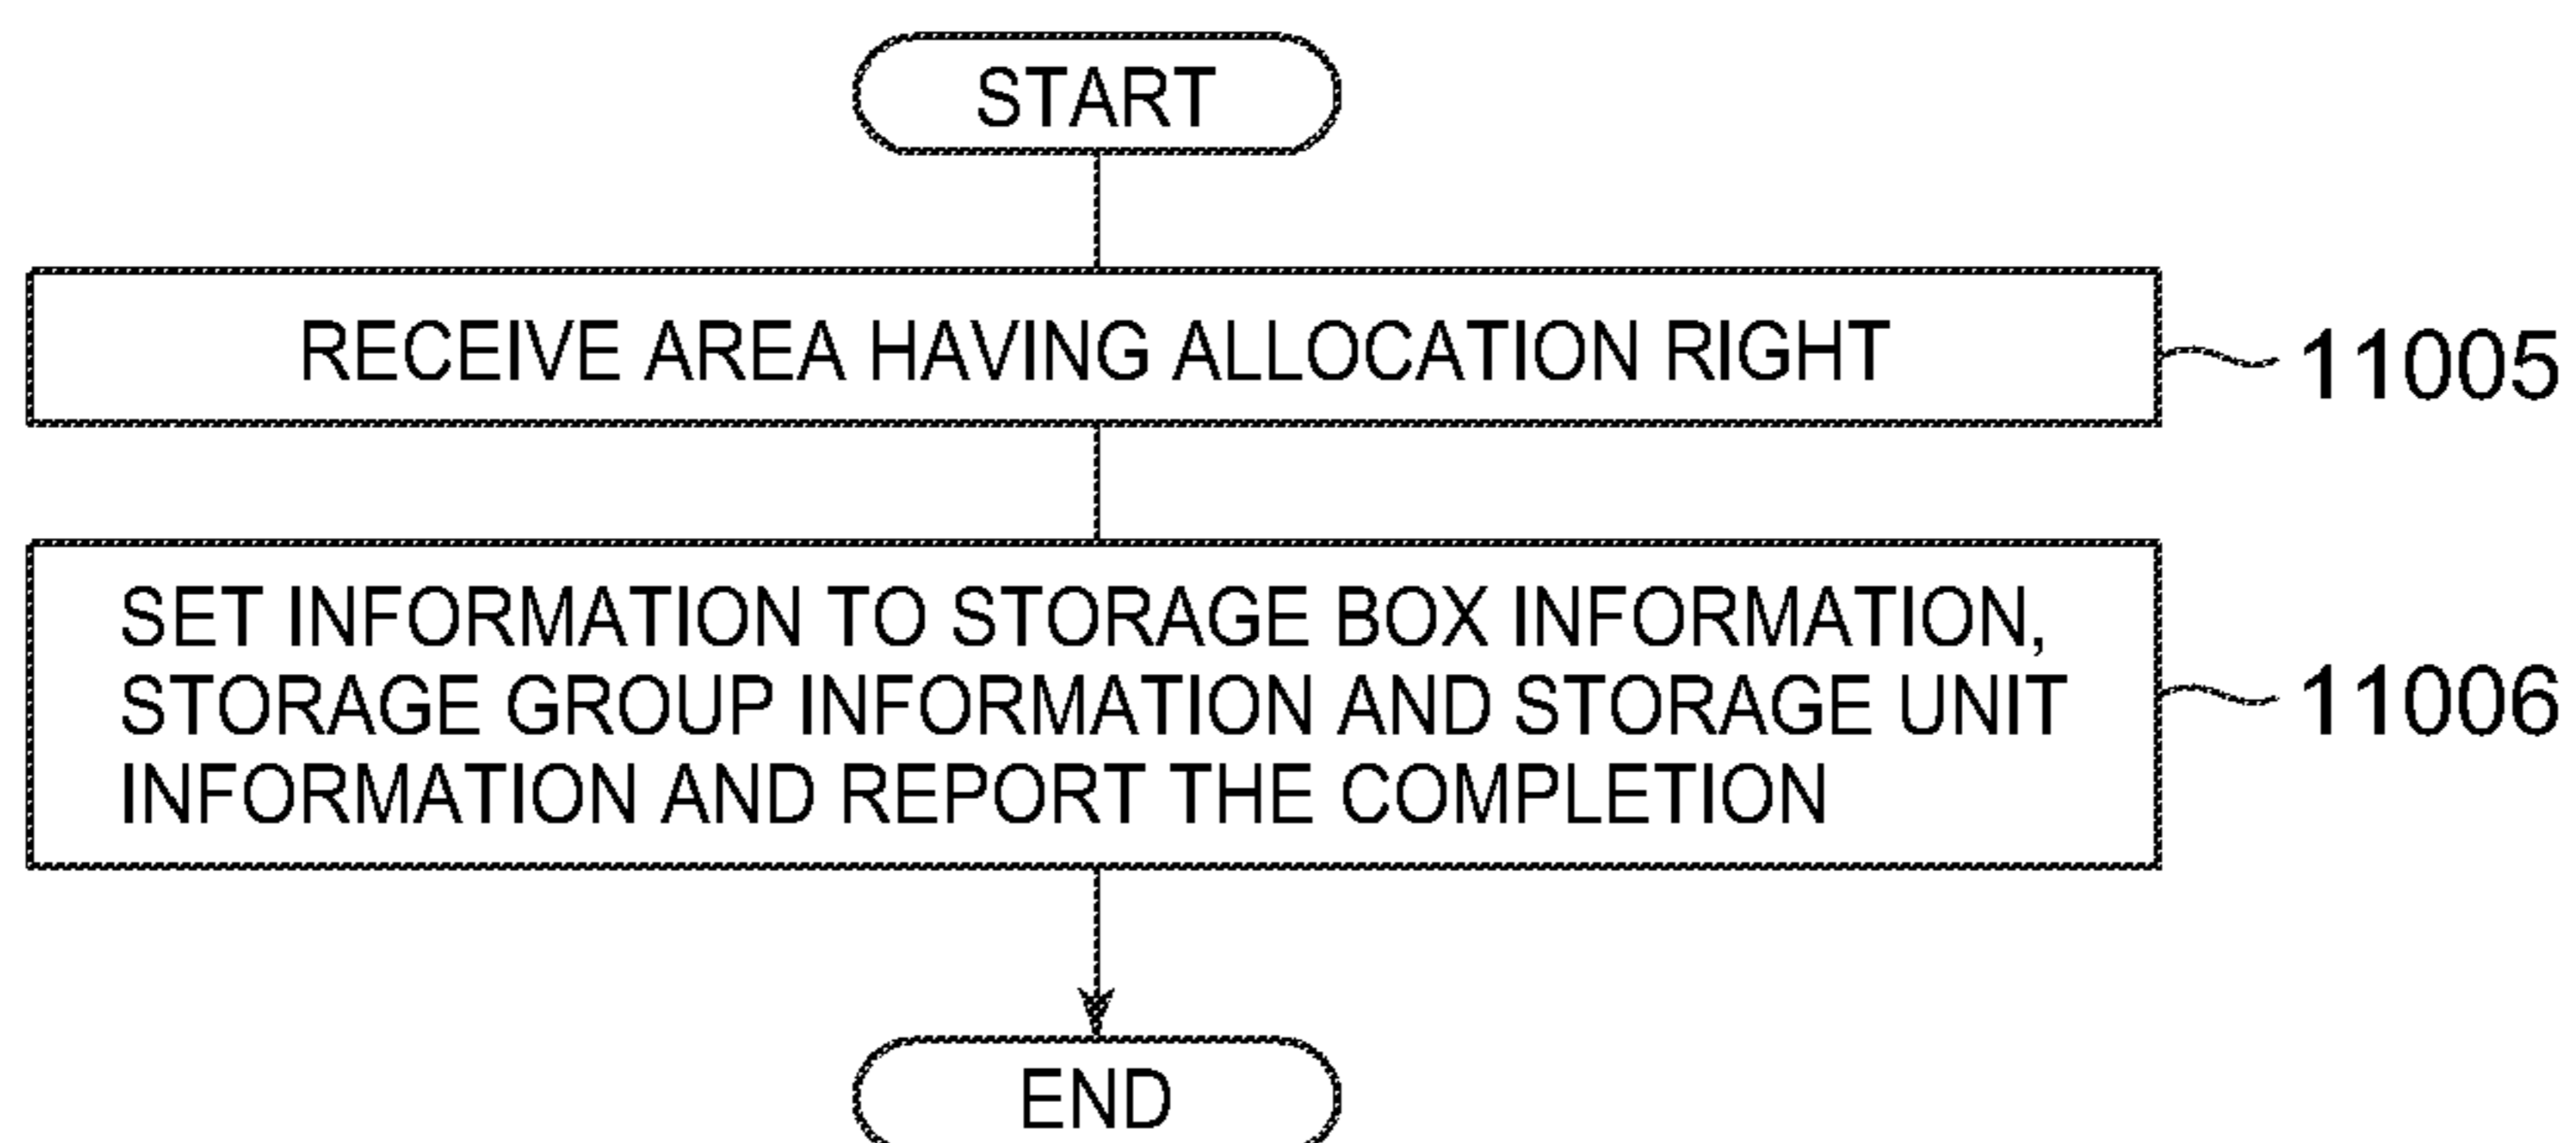 START
RECEIVE AREA HAVING ALLOCATION RIGHT
11005
SET INFORMATION TO STORAGE BOX INFORMATION,
STORAGE GROUP INFORMATION AND STORAGE UNIT
INFORMATION AND REPORT THE COMPLETION
11006
END